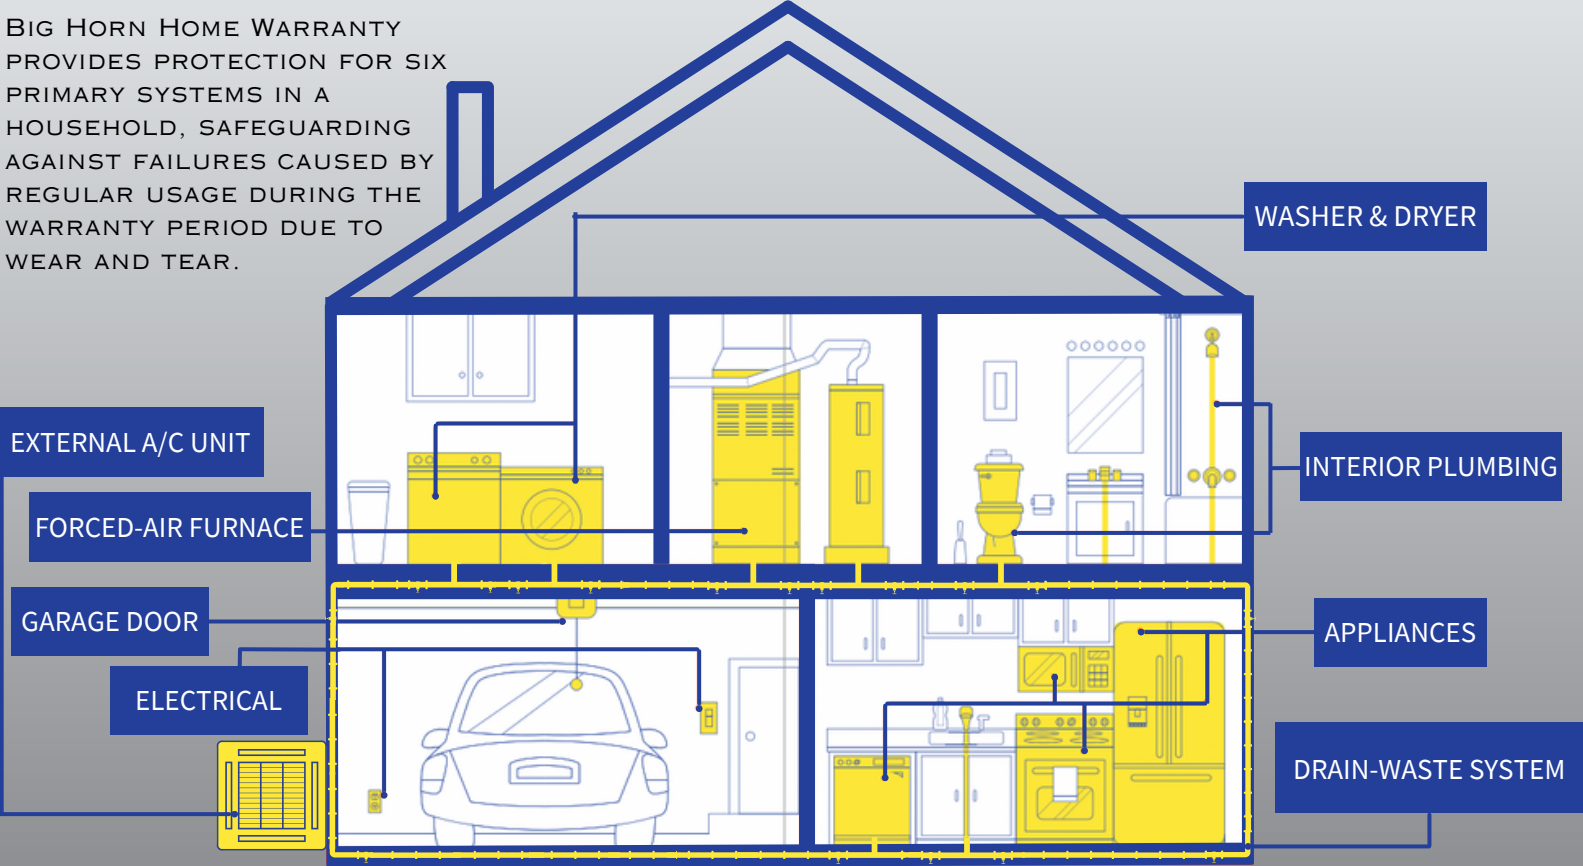 BIG HORN HOME WARRANTY
PROVIDES PROTECTION FOR SIX
PRIMARY SYSTEMS IN A
HOUSEHOLD, SAFEGUARDING
AGAINST FAILURES CAUSED BY
REGULAR USAGE DURING THE
WARRANTY PERIOD DUE TO
WEAR AND TEAR.
WASHER & DRYER
EXTERNAL A/C UNIT
INTERIOR PLUMBING
FORCED-AIR FURNACE
GARAGE DOOR
APPLIANCES
ELECTRICAL
DRAIN-WASTE SYSTEM